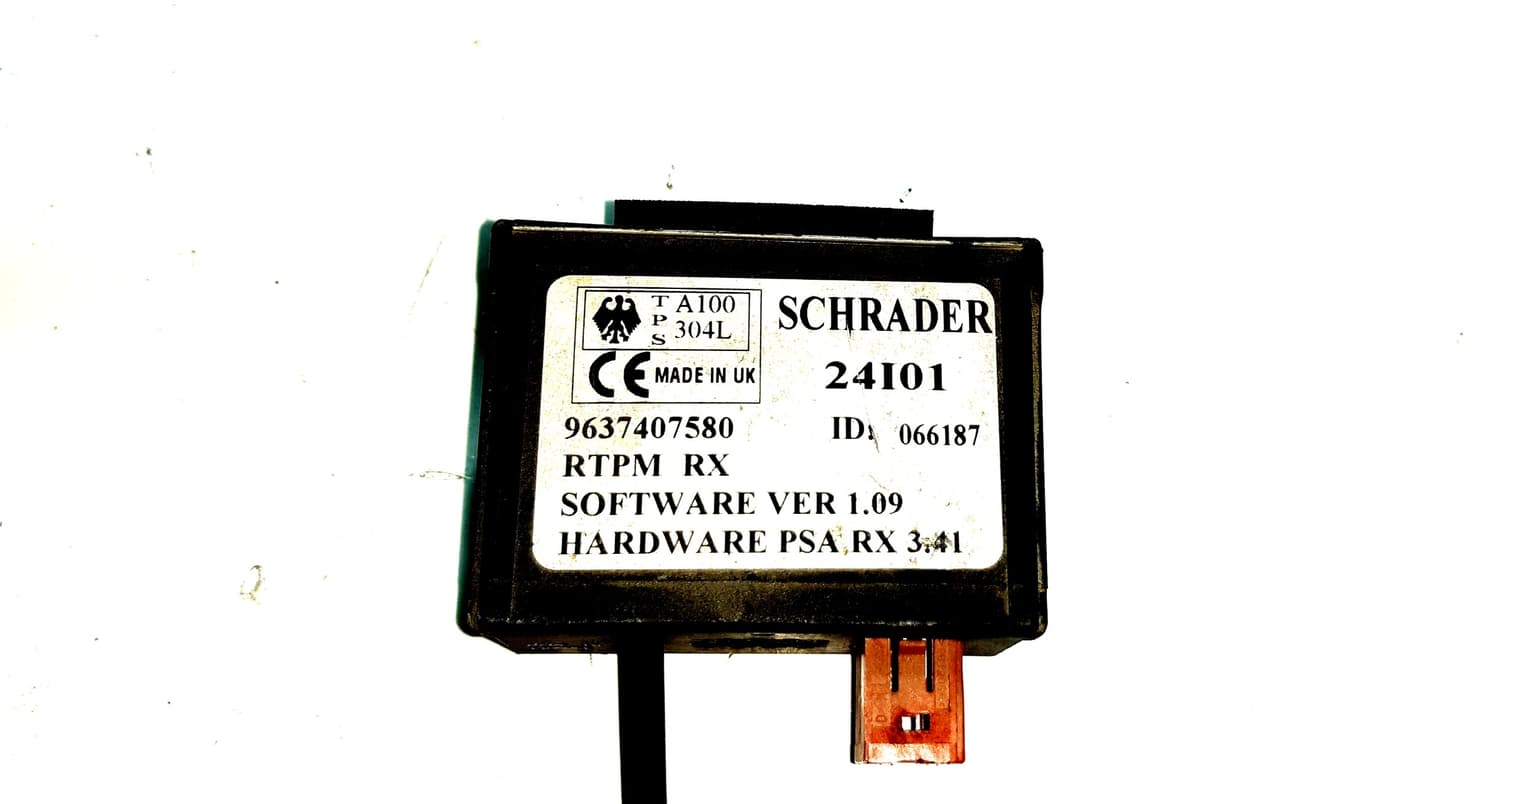 TPS A100
304L
CE MADE IN UK
SCHRADER
24I01
9637407580 ID: 066187
RTPM RX
SOFTWARE VER 1.09
HARDWARE PSA RX 3.41